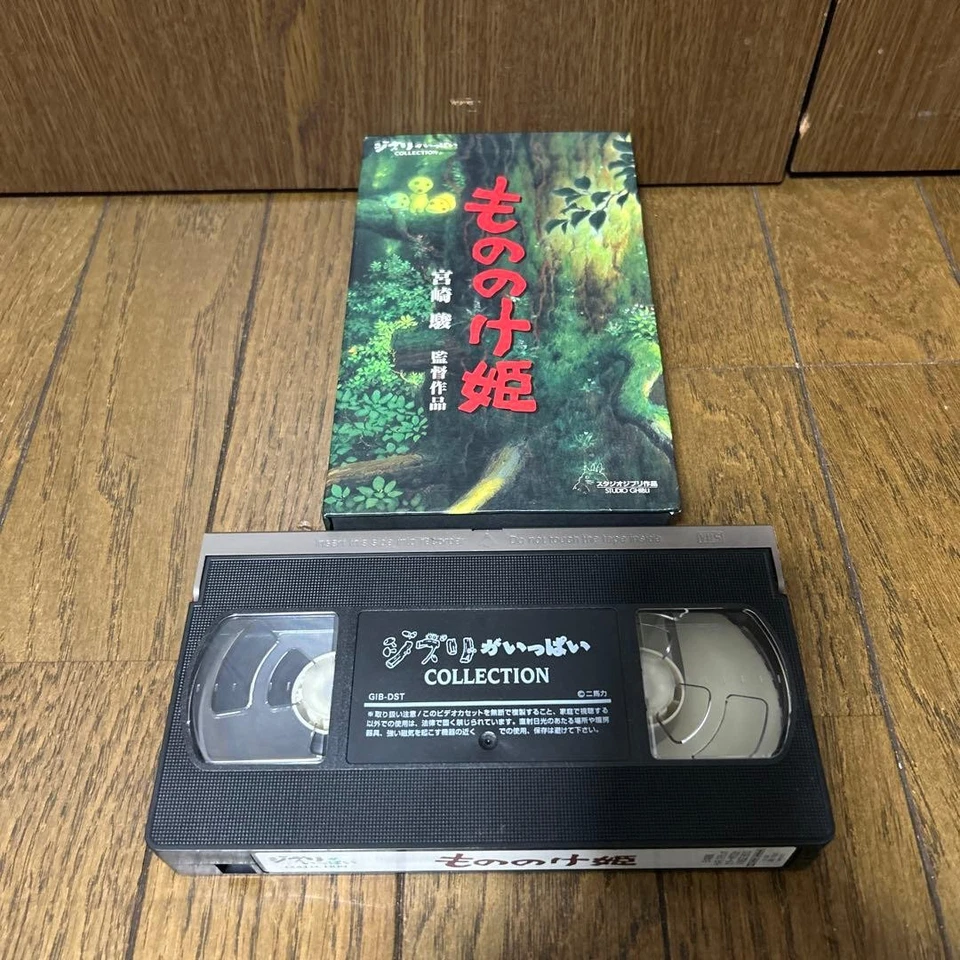 ジブリがいっぱい
COLLECTION
もののけ姫
宮崎 駿 監督作品
スタジオジブリ作品
STUDIO GHIBLI
Insert this side into recorder
Do not touch the tape inside
ジブリがいっぱい
COLLECTION
GIB-DST
©二馬力
※取り扱い注意/このビデオカセットを無断で複製すること、家庭で視聴する
以外での使用は、法律で固く禁じられています。直射日光のあたる場所や暖房
器具、強い磁気を起こす機器の近く での使用、保存は避けて下さい。
ジブリがいっぱい
もののけ姫